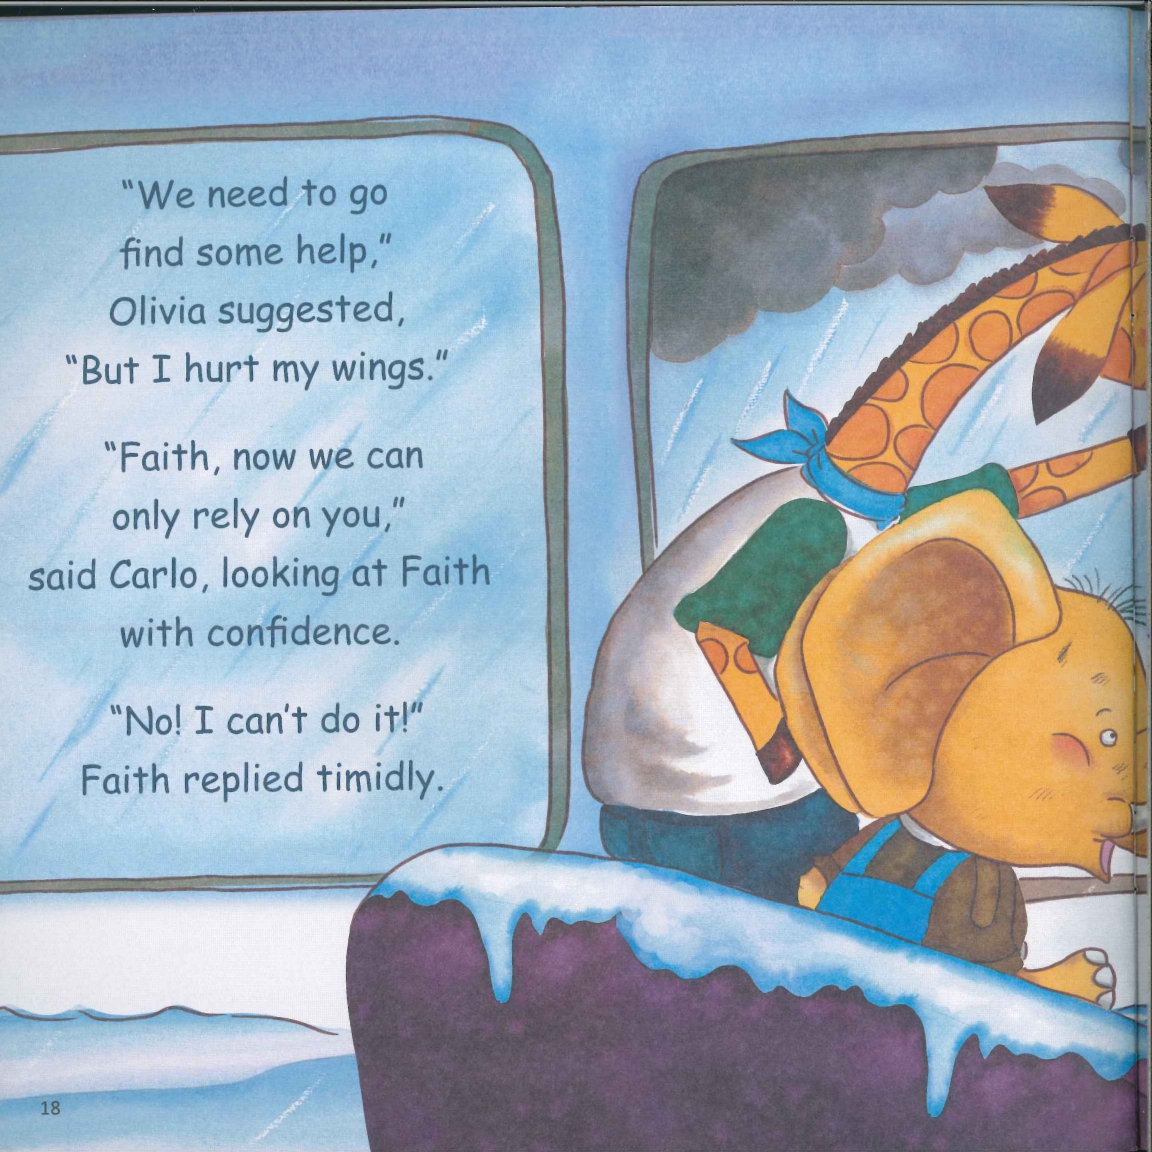 “We need to go
find some help,”
Olivia suggested,
“But I hurt my wings.”
“Faith, now we can
only rely on you,”
said Carlo, looking at Faith
with confidence.
“No! I can’t do it!”
Faith replied timidly.
18